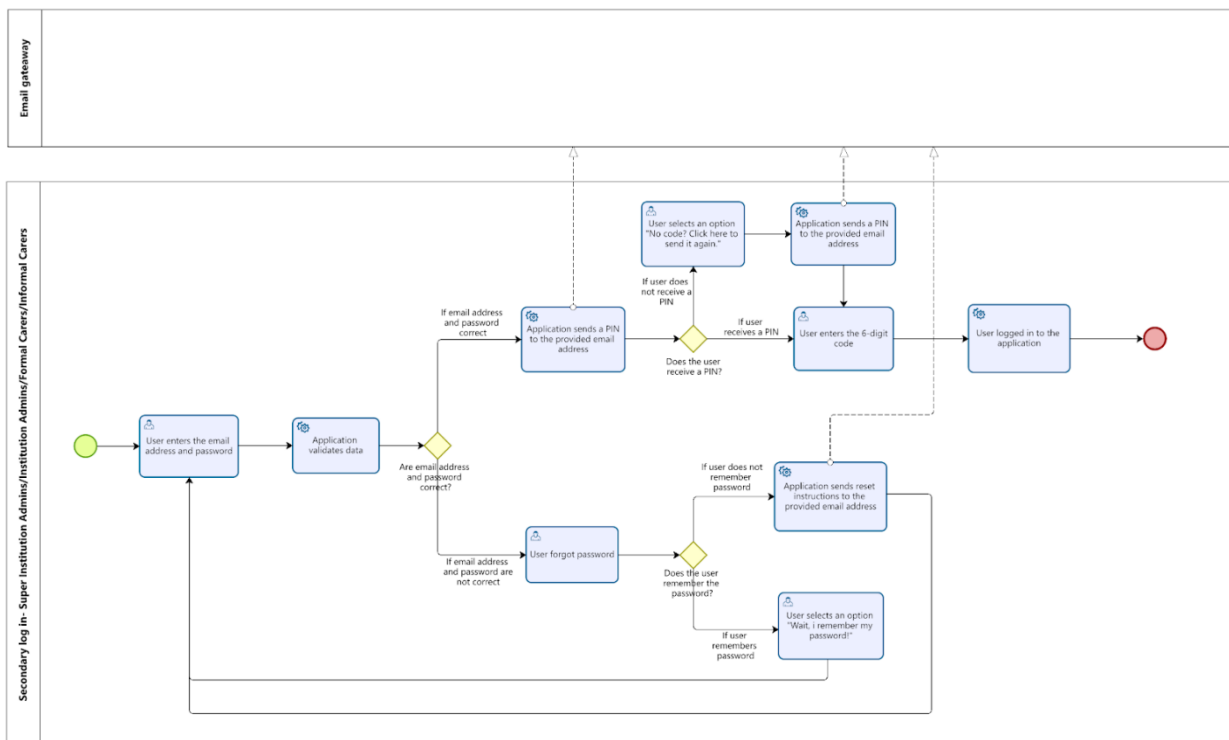 Email gateaway
Secondary log in- Super Institution Admins/Institution Admins/Formal Carers/Informal Carers
User selects an option
"No code? Click here to
send it again."
Application sends a PIN
to the provided email
address
If user does
not receive a
PIN
If email address
and password
correct
Application sends a PIN
to the provided email
address
If user
receives a PIN
Does the user
receive a PIN?
User enters the 6-digit
code
User logged in to the
application
User enters the email
address and password
Application
validates data
Are email address
and password
correct?
If user does not
remember
password
Application sends reset
instructions to the
provided email address
If email address
and password are
not correct
User forgot password
Does the user
remember the
password?
If user
remembers
password
User selects an option
"Wait, i remember my
password!"